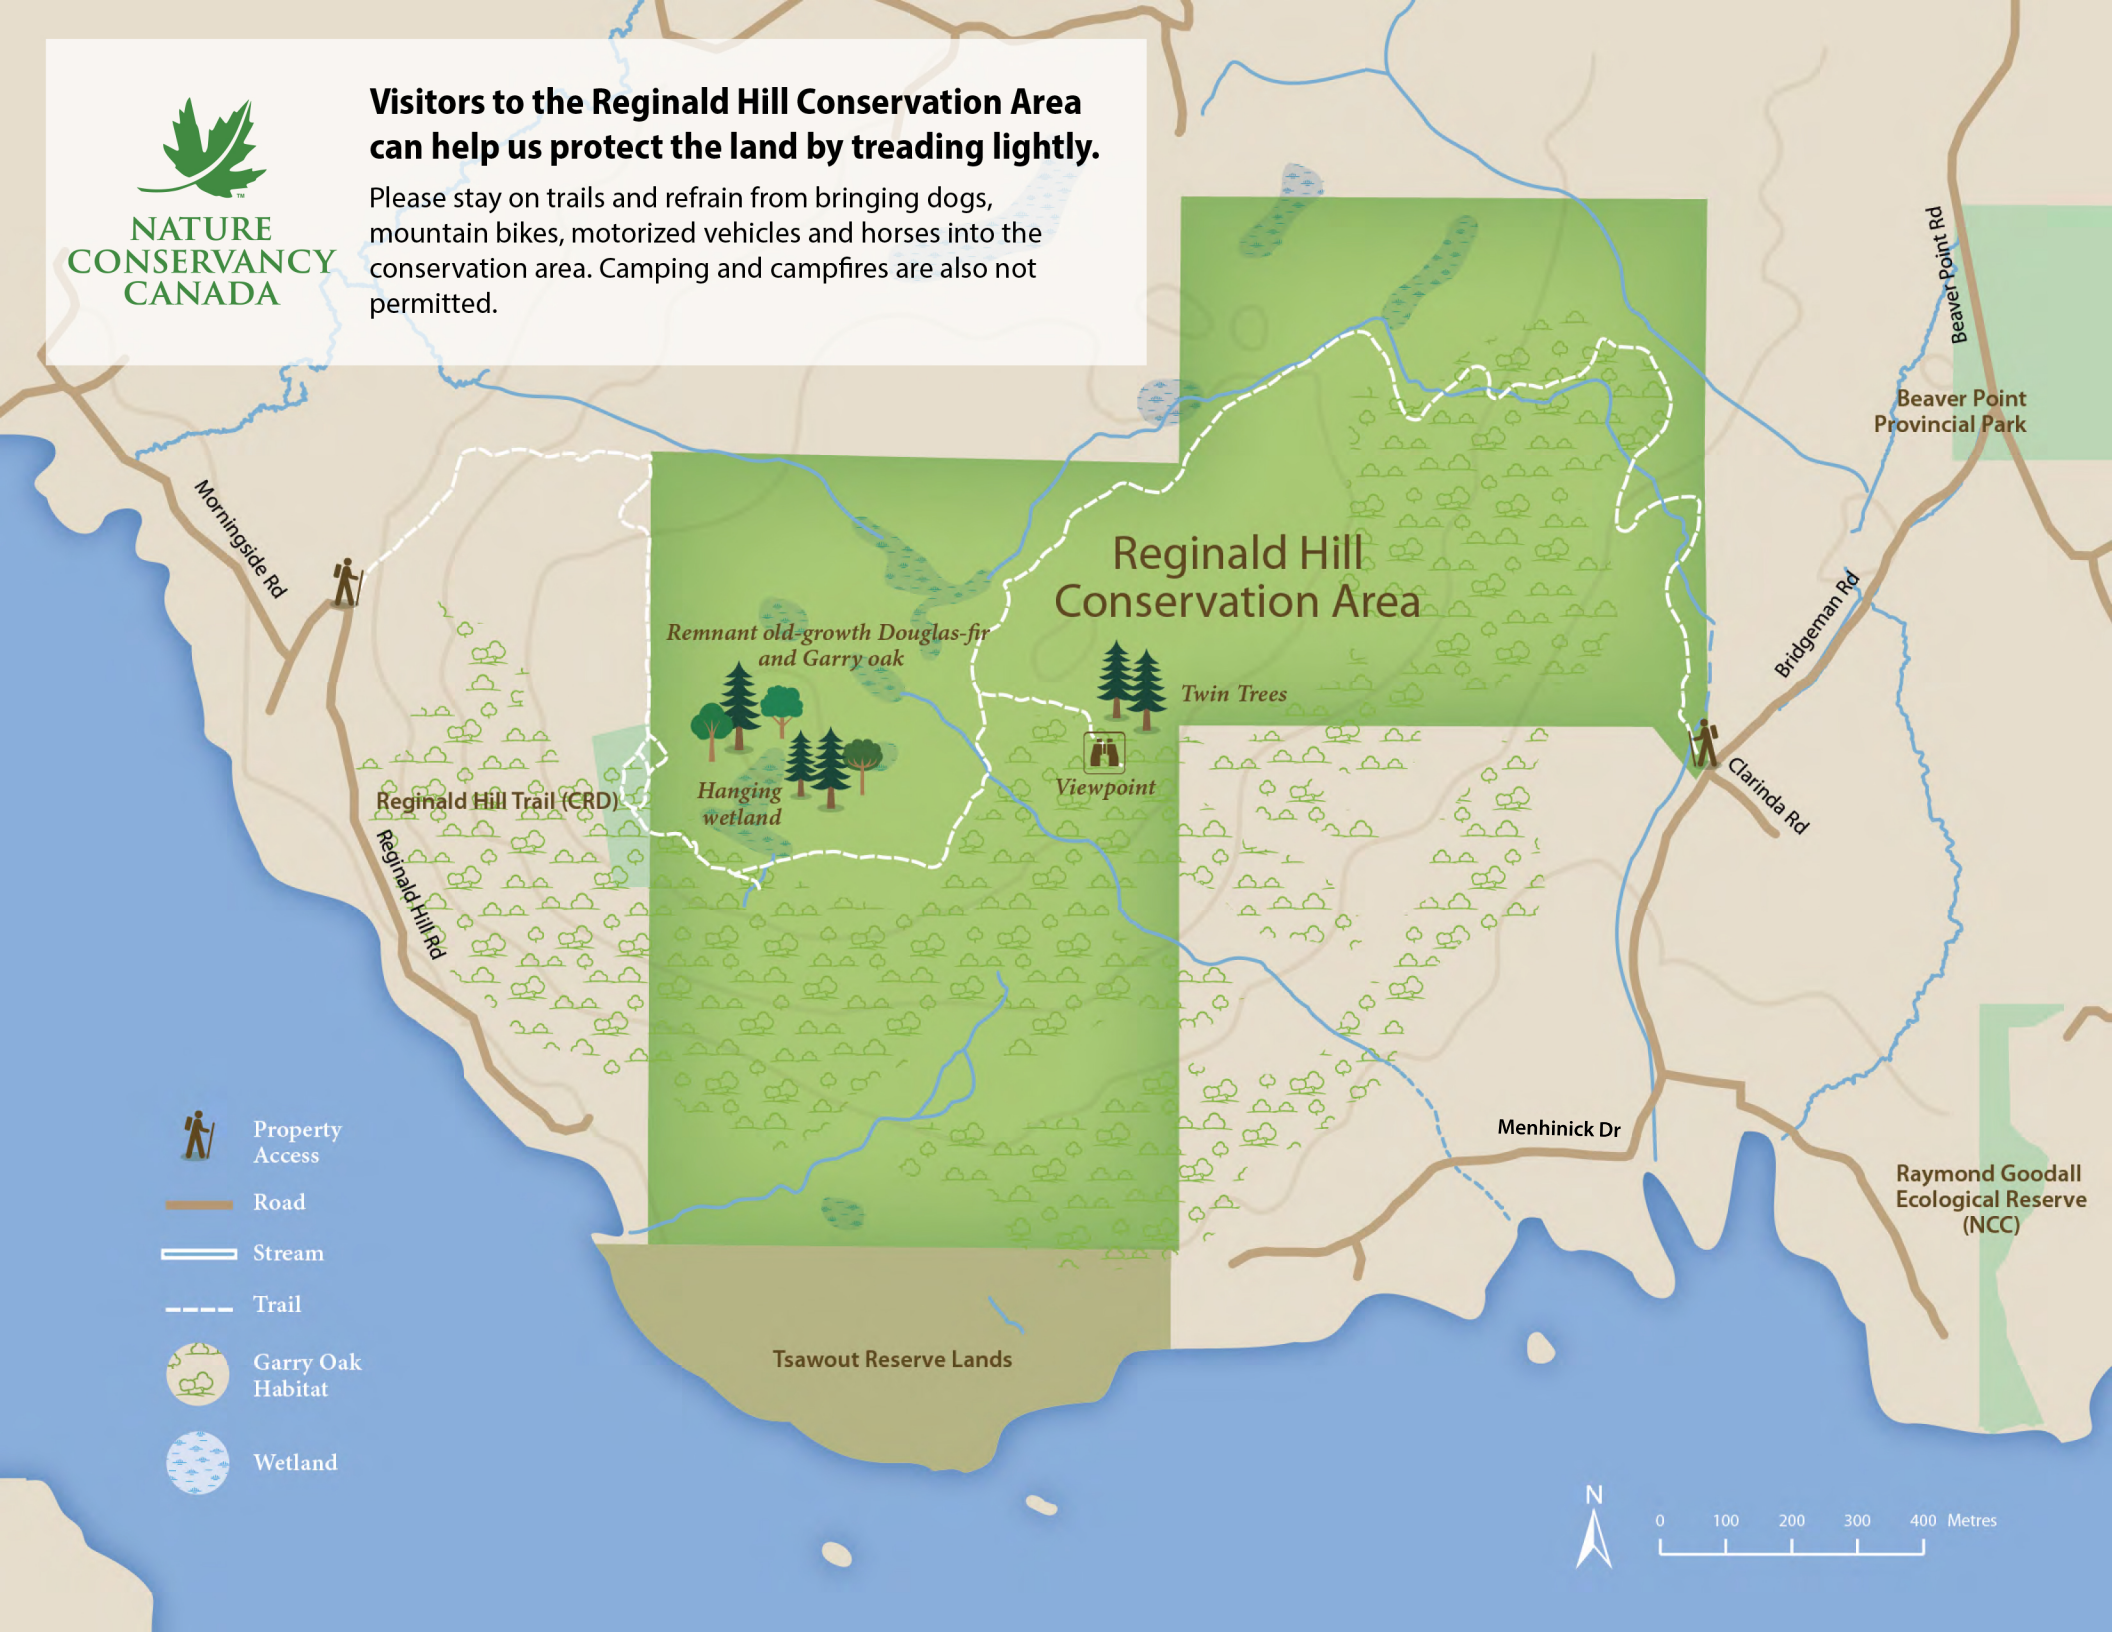 Visitors to the Reginald Hill Conservation Area
can help us protect the land by treading lightly.
Please stay on trails and refrain from bringing dogs,
mountain bikes, motorized vehicles and horses into the
conservation area. Camping and campfires are also not
permitted.
™
NATURE
CONSERVANCY
CANADA
Beaver Point Rd
Beaver Point
Provincial Park
Morningside Rd
Reginald Hill
Conservation Area
Remnant old-growth Douglas-fir
and Garry oak
Bridgeman Rd
Twin Trees
Viewpoint
Hanging
wetland
Clarinda Rd
Reginald Hill Trail (CRD)
Reginald Hill Rd
Menhinick Dr
Raymond Goodall
Ecological Reserve
(NCC)
Tsawout Reserve Lands
Property
Access
Road
Stream
Trail
Garry Oak
Habitat
Wetland
N
0 100 200 300 400 Metres